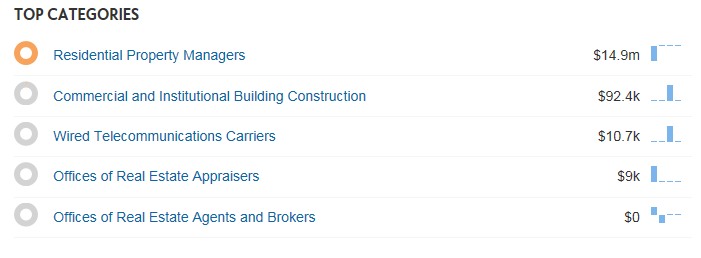 TOP CATEGORIES
Residential Property Managers $14.9m
Commercial and Institutional Building Construction $92.4k
Wired Telecommunications Carriers $10.7k
Offices of Real Estate Appraisers $9k
Offices of Real Estate Agents and Brokers $0